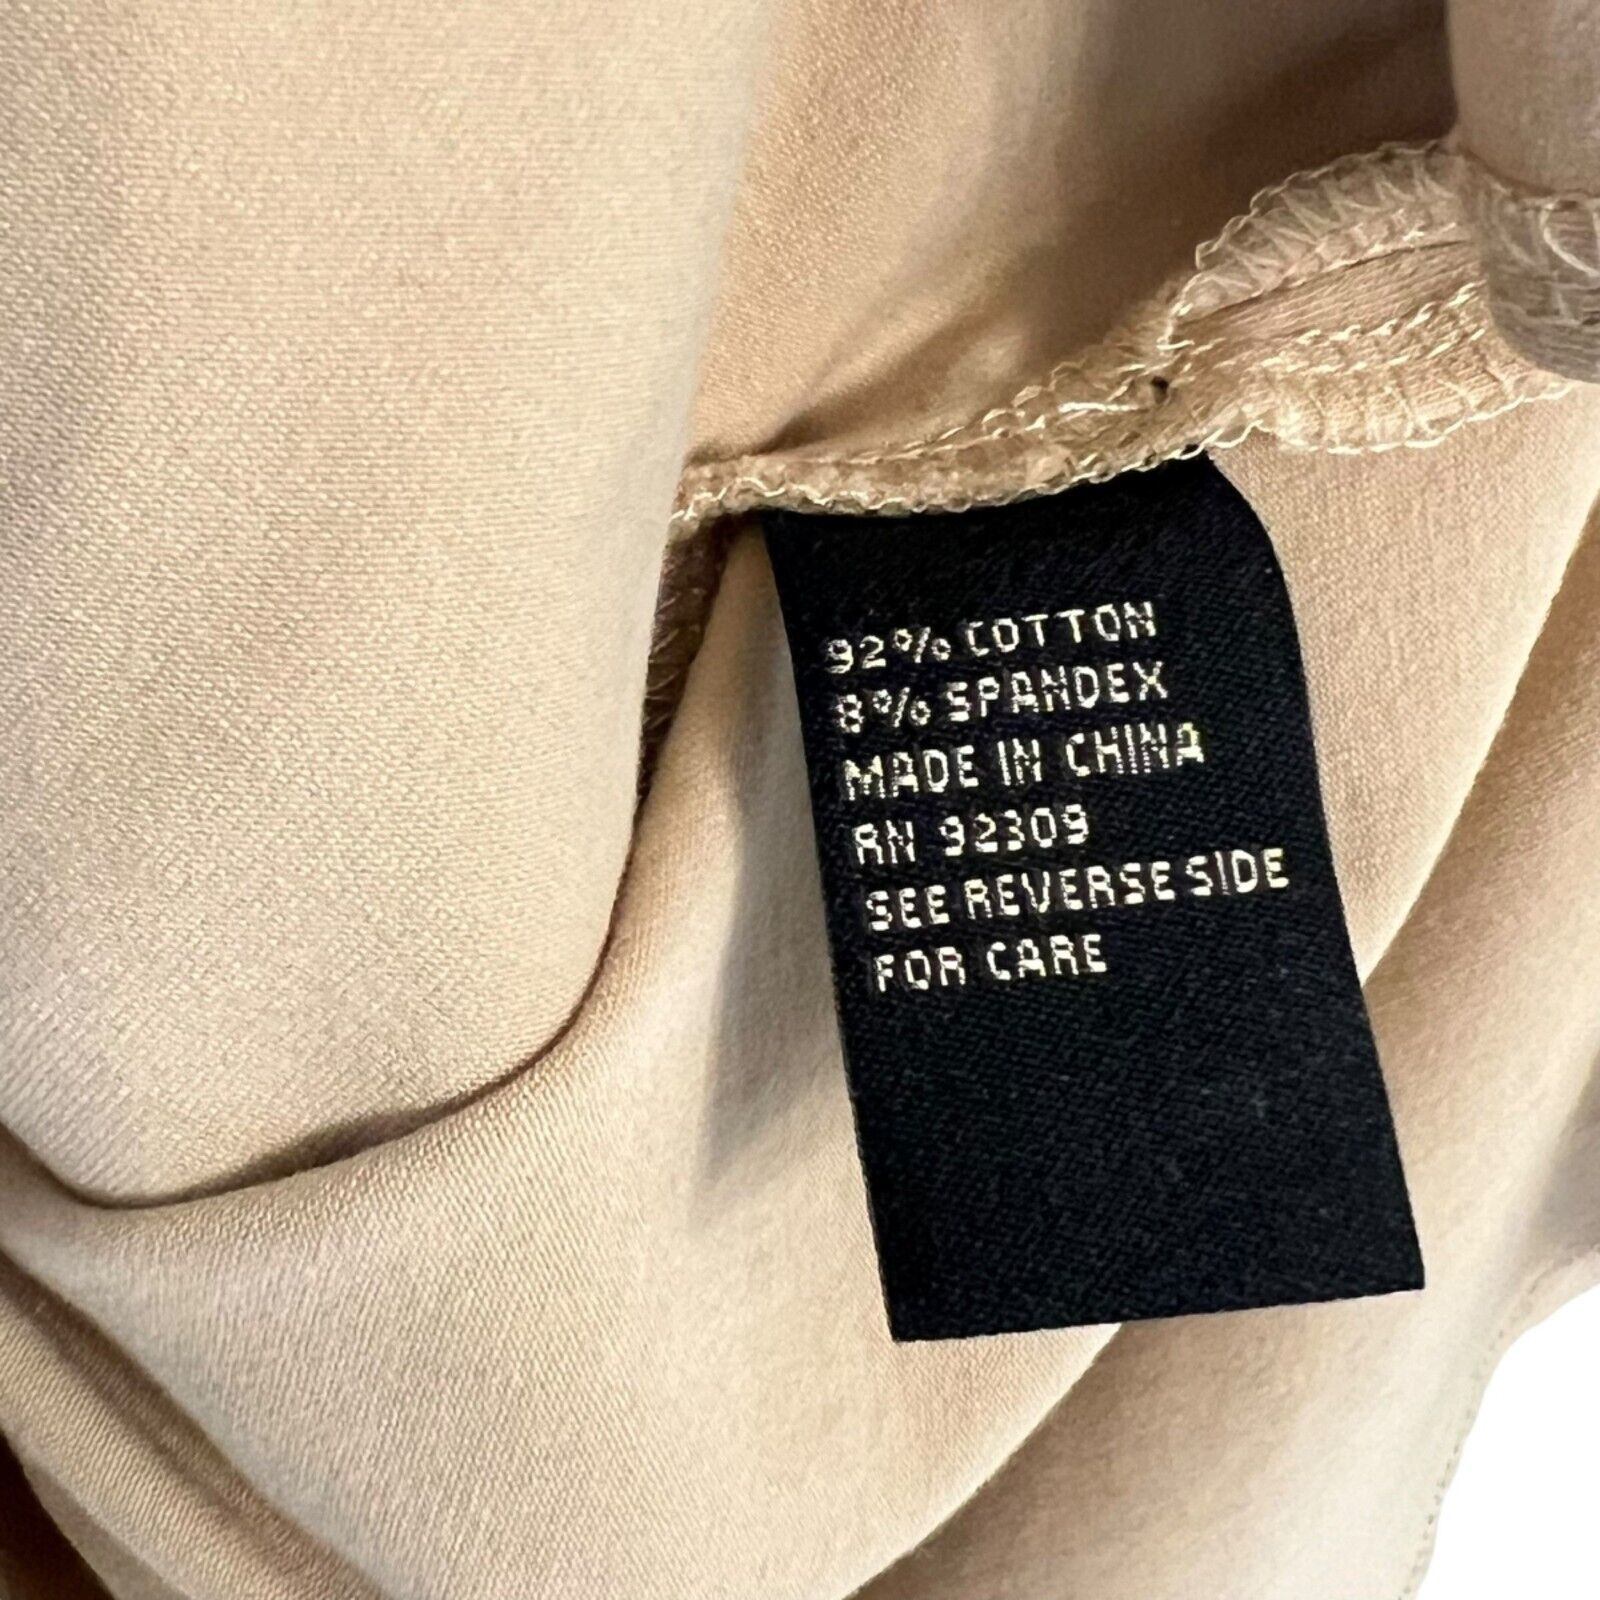 92% COTTON
8% SPANDEX
MADE IN CHINA
RN 92309
SEE REVERSE SIDE
FOR CARE